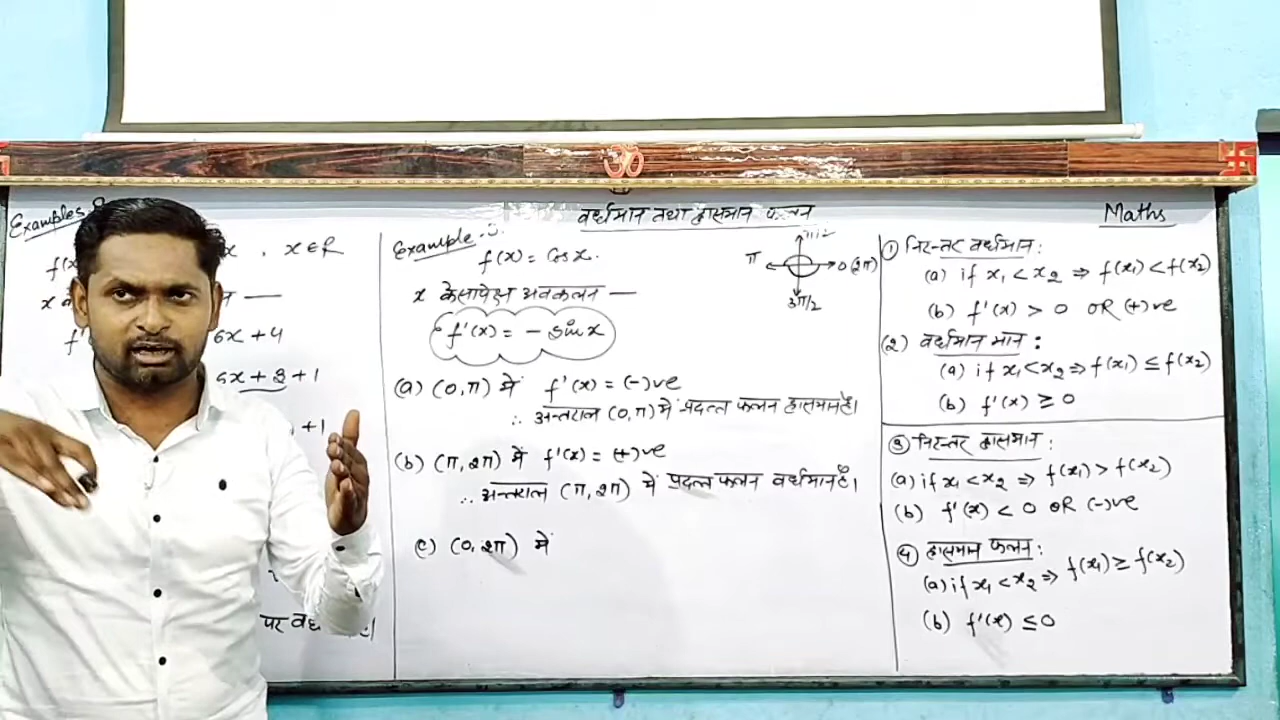 ॐ
वर्धमान तथा ह्रासमान फलन
Maths
Examples
x , x ∈ R
6x + 4
6x + 3 + 1
+1
पर
Example :
f(x) = Cos x.
x के सापेक्ष अवकलन —
f'(x) = - sin x
π/2
π
0(2π)
3π/2
(a) (0, π) में f'(x) = (-)ve
∴ अन्तराल (0, π) में प्रदत्त फलन ह्रासमान है।
(b) (π, 2π) में f'(x) = (+)ve
∴ अन्तराल (π, 2π) में प्रदत्त फलन वर्धमान है।
(c) (0, 2π) में
① निरन्तर वर्धमान :
(a) if x₁ < x₂ ⇒ f(x₁) < f(x₂)
(b) f'(x) > 0 OR (+)ve
(2) वर्धमान मान :
(a) if x₁ < x₂ ⇒ f(x₁) ≤ f(x₂)
(b) f'(x) ≥ 0
③ निरन्तर ह्रासमान :
(a) if x₁ < x₂ ⇒ f(x₁) > f(x₂)
(b) f'(x) < 0 OR (-)ve
④ ह्रासमान फलन :
(a) if x₁ < x₂ ⇒ f(x₁) ≥ f(x₂)
(b) f'(x) ≤ 0